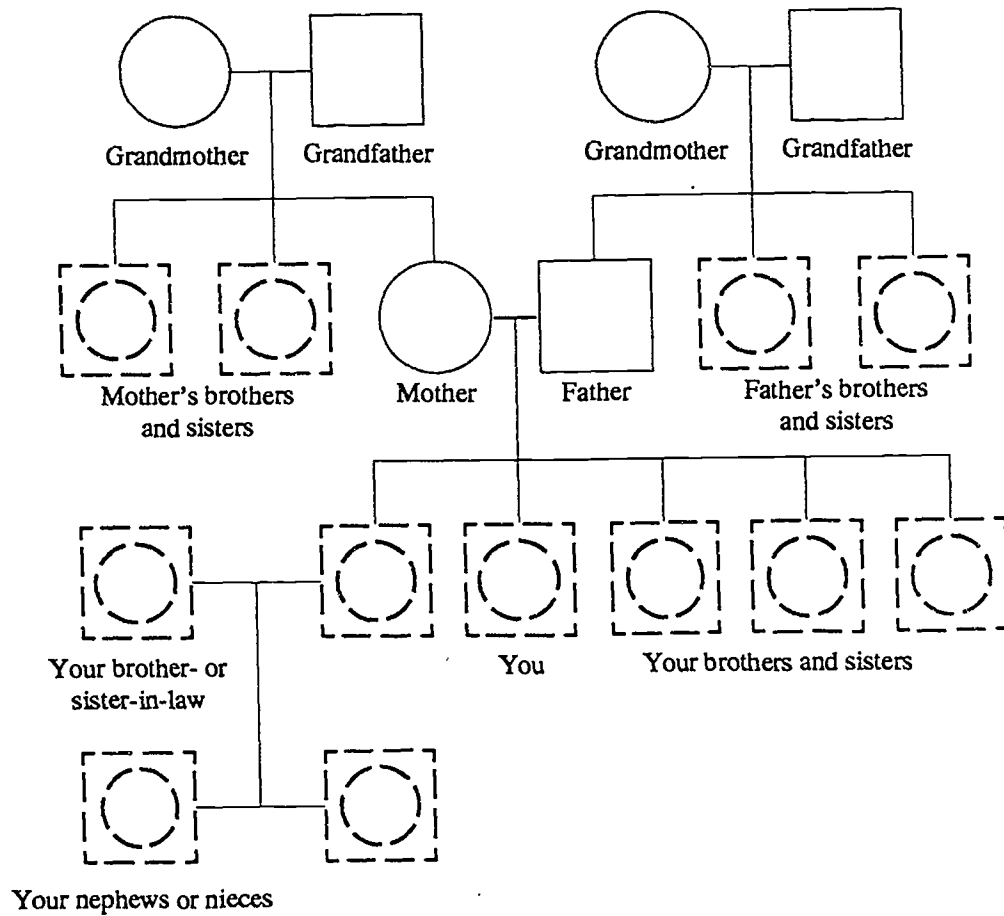 Grandmother
Grandfather
Grandmother
Grandfather
Mother's brothers
and sisters
Mother
Father
Father's brothers
and sisters
Your brother- or
sister-in-law
You
Your brothers and sisters
Your nephews or nieces